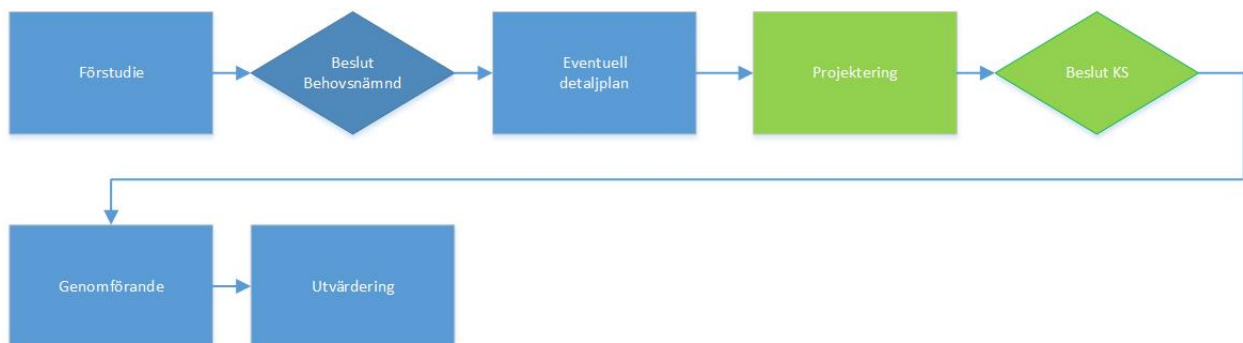 Förstudie
Beslut
Behovsnämnd
Eventuell
detaljplan
Projektering
Beslut KS
Genomförande
Utvärdering